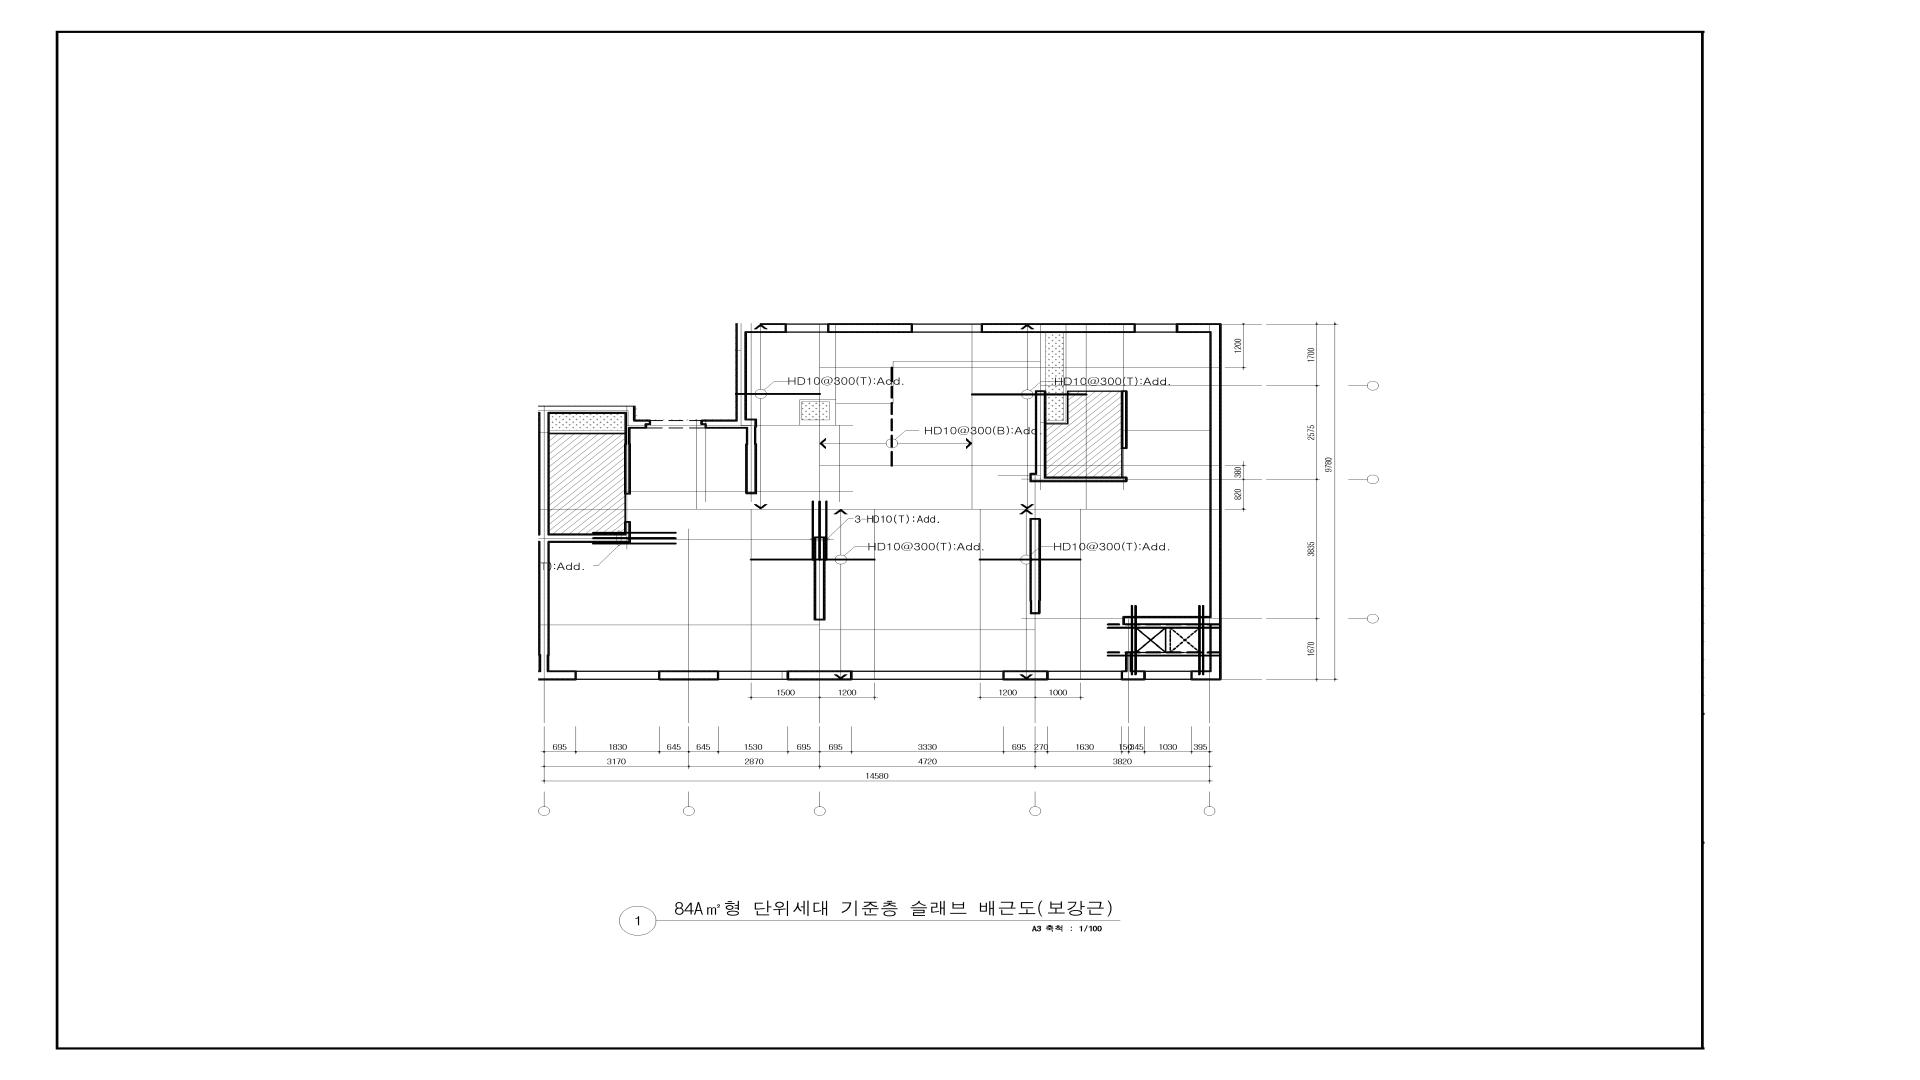 1200
1700
HD10@300(T):Add.
HD10@300(T):Add.
HD10@300(B):Add.
2575
9780
380
820
3-HD10(T):Add.
HD10@300(T):Add.
HD10@300(T):Add.
3835
T):Add.
1670
1500 1200 1200 1000
695 1830 645 645 1530 695 695 3330 695 270 1630 150 345 1030 395
3170 2870 4720 3820
14580
1 84A㎡형 단위세대 기준층 슬래브 배근도(보강근)
A3 축척 : 1/100